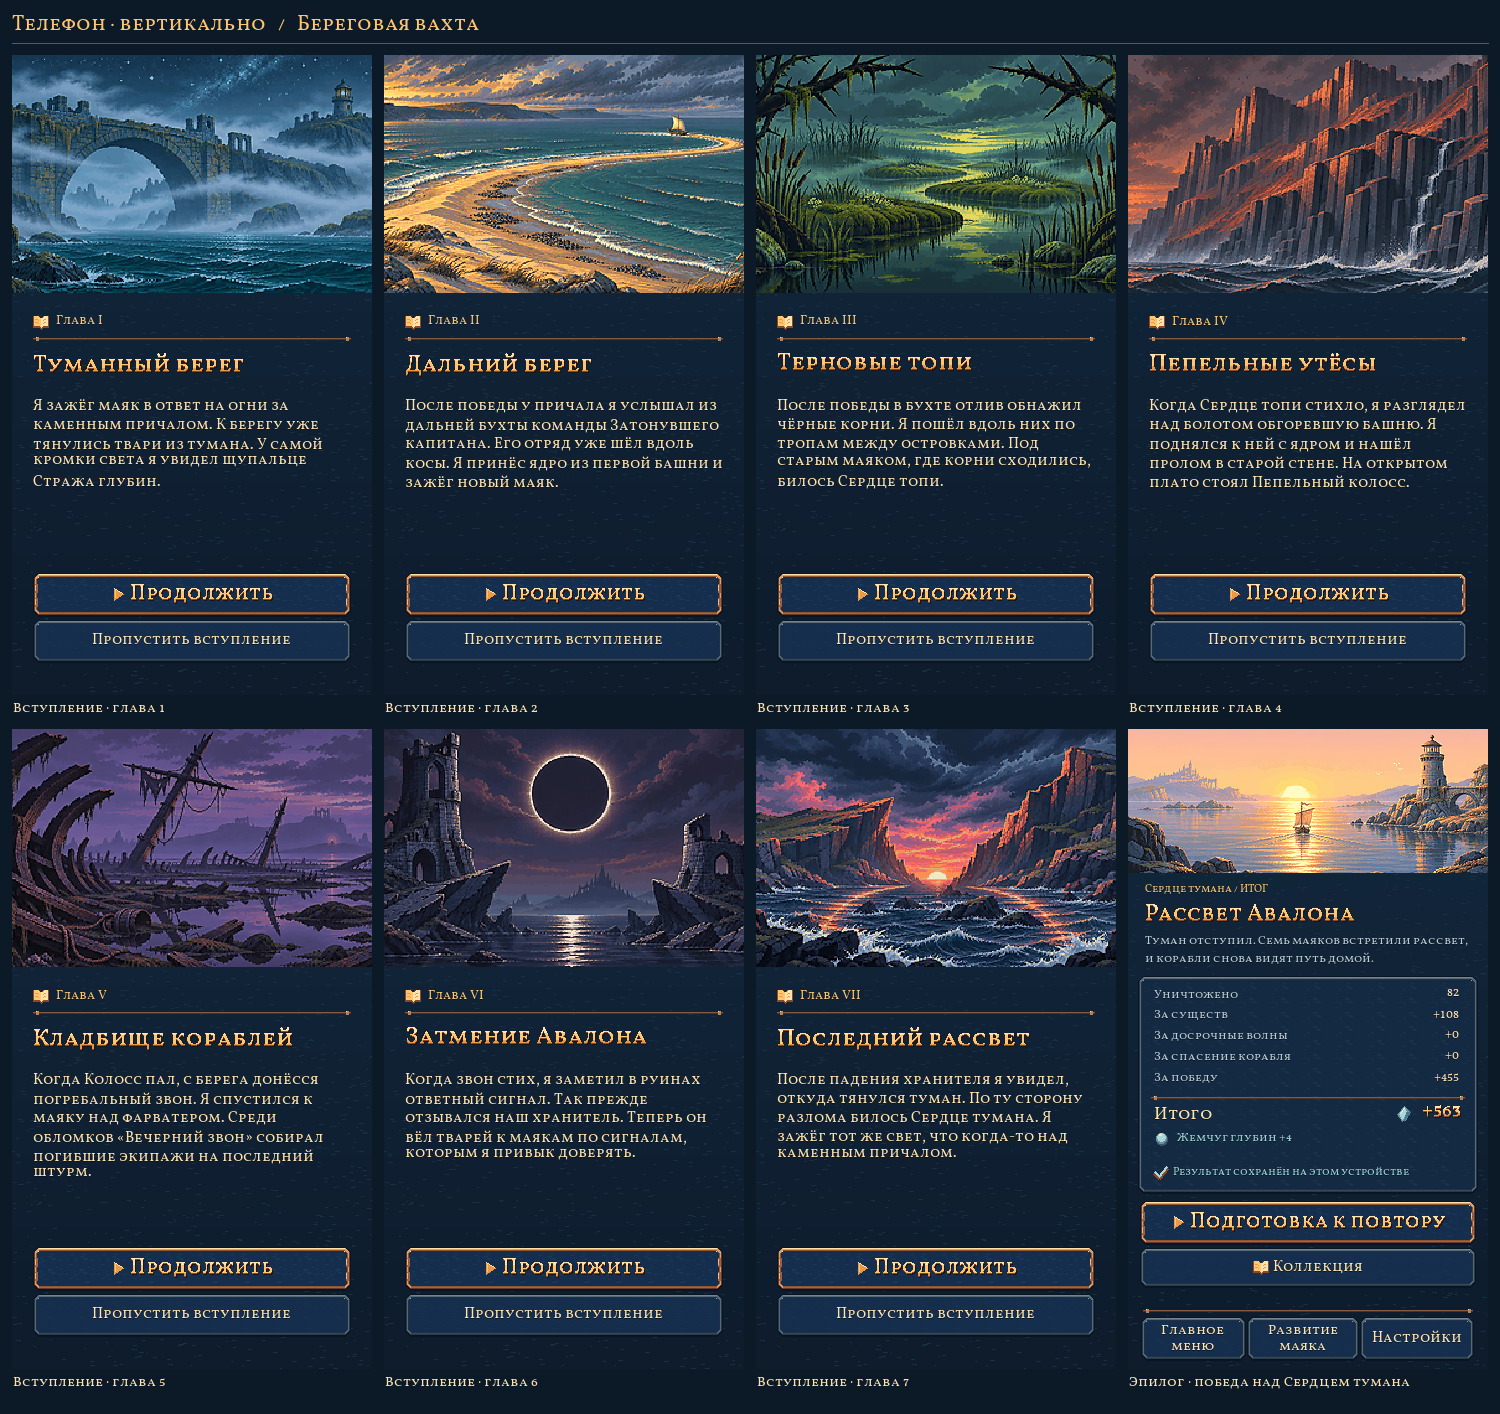 Телефон · вертикально / Береговая вахта
Глава I
Туманный берег
Я зажёг маяк в ответ на огни за
каменным причалом. К берегу уже
тянулись твари из тумана. У самой
кромки света я увидел щупальце
Стража глубин.
Продолжить
Пропустить вступление
Вступление · глава 1
Глава II
Дальний берег
После победы у причала я услышал из
дальней бухты команды Затонувшего
капитана. Его отряд уже шёл вдоль
косы. Я принёс ядро из первой башни и
зажёг новый маяк.
Продолжить
Пропустить вступление
Вступление · глава 2
Глава III
Терновые топи
После победы в бухте отлив обнажил
чёрные корни. Я пошёл вдоль них по
тропам между островками. Под
старым маяком, где корни сходились,
билось Сердце топи.
Продолжить
Пропустить вступление
Вступление · глава 3
Глава IV
Пепельные утёсы
Когда Сердце топи стихло, я разглядел
над болотом обгоревшую башню. Я
поднялся к ней с ядром и нашёл
пролом в старой стене. На открытом
плато стоял Пепельный колосс.
Продолжить
Пропустить вступление
Вступление · глава 4
Глава V
Кладбище кораблей
Когда Колосс пал, с берега донёсся
погребальный звон. Я спустился к
маяку над фарватером. Среди
обломков «Вечерний звон» собирал
погибшие экипажи на последний
штурм.
Продолжить
Пропустить вступление
Вступление · глава 5
Глава VI
Затмение Авалона
Когда звон стих, я заметил в руинах
ответный сигнал. Так прежде
отзывался наш хранитель. Теперь он
вёл тварей к маякам по сигналам,
которым я привык доверять.
Продолжить
Пропустить вступление
Вступление · глава 6
Глава VII
Последний рассвет
После падения хранителя я увидел,
откуда тянулся туман. По ту сторону
разлома билось Сердце тумана. Я
зажёг тот же свет, что когда-то над
каменным причалом.
Продолжить
Пропустить вступление
Вступление · глава 7
Сердце тумана / ИТОГ
Рассвет Авалона
Туман отступил. Семь маяков встретили рассвет,
и корабли снова видят путь домой.
Уничтожено 82
За существ +108
За досрочные волны +0
За спасение корабля +0
За победу +455
Итого +563
Жемчуг глубин +4
Результат сохранён на этом устройстве
Подготовка к повтору
Коллекция
Главное
меню
Развитие
маяка
Настройки
Эпилог · победа над Сердцем тумана